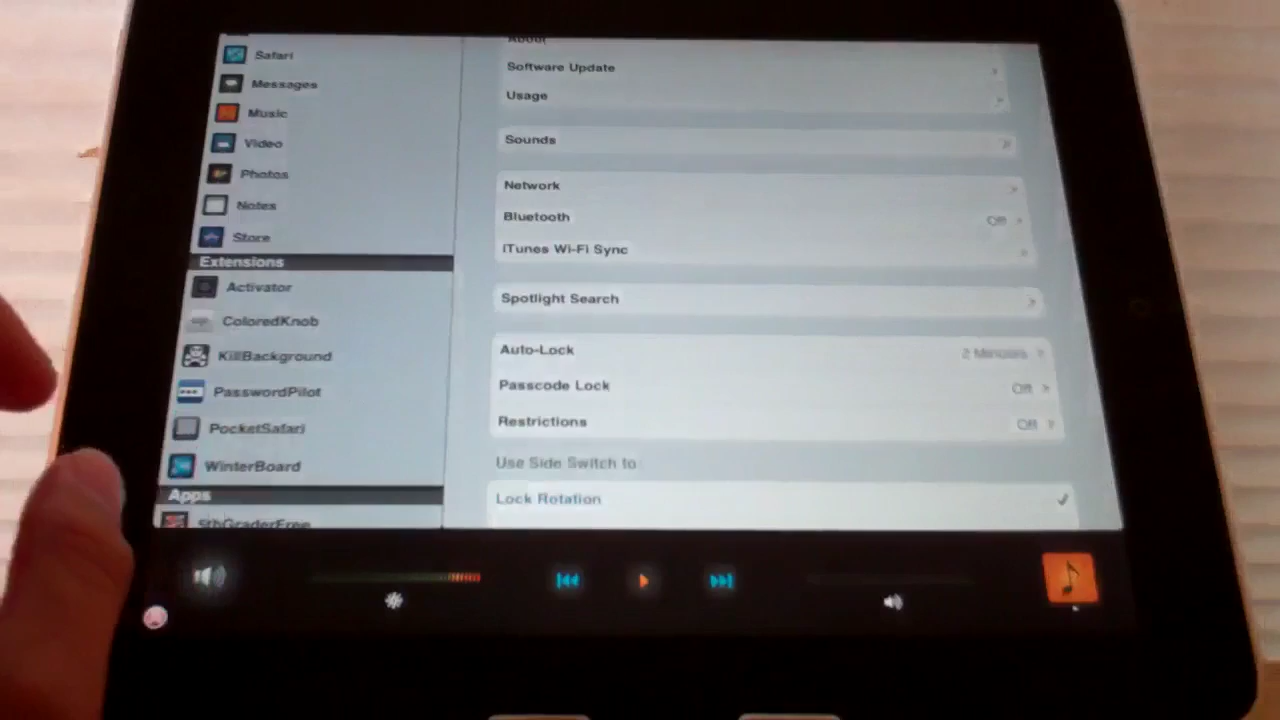 Safari
Messages
Music
Video
Photos
Notes
Store
Extensions
Activator
ColoredKnob
KillBackground
PasswordPilot
PocketSafari
WinterBoard
Apps
5thGraderFree
About
Software Update
Usage
Sounds
Network
Bluetooth Off
iTunes Wi-Fi Sync
Spotlight Search
Auto-Lock 2 Minutes
Passcode Lock Off
Restrictions Off
Use Side Switch to:
Lock Rotation